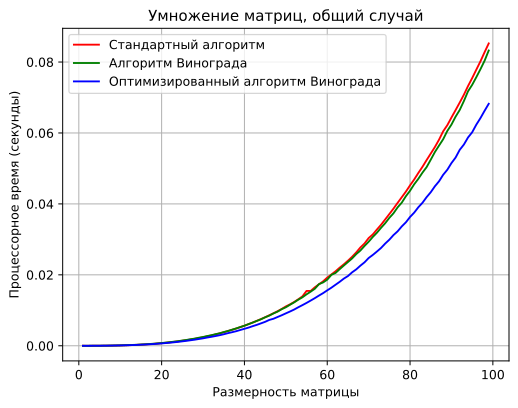 Умножение матриц, общий случай
Стандартный алгоритм
Алгоритм Винограда
Оптимизированный алгоритм Винограда
Процессорное время (секунды)
0.08
0.06
0.04
0.02
0.00
0 20 40 60 80 100
Размерность матрицы